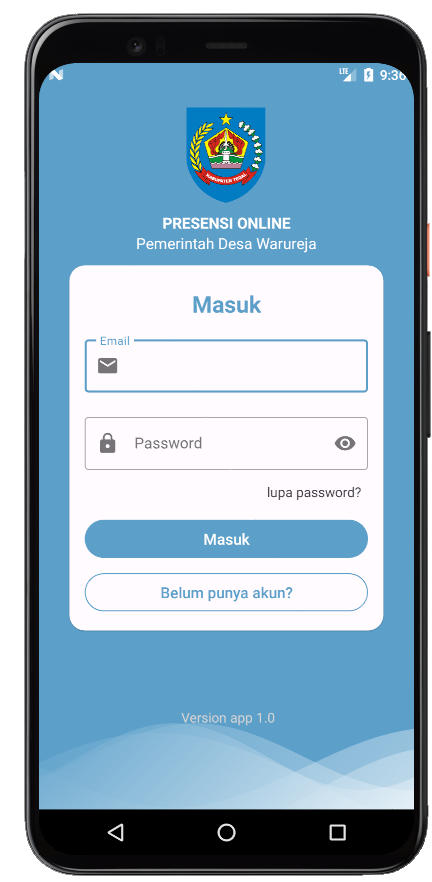 LTE 9:36
KABUPATEN TEGAL
PRESENSI ONLINE
Pemerintah Desa Warureja
Masuk
Email
Password
lupa password?
Masuk
Belum punya akun?
Version app 1.0